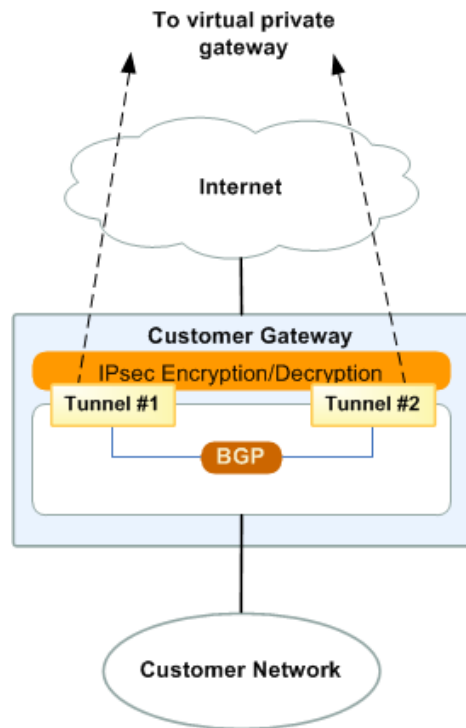 To virtual private
gateway
Internet
Customer Gateway
IPsec Encryption/Decryption
Tunnel #1
Tunnel #2
BGP
Customer Network